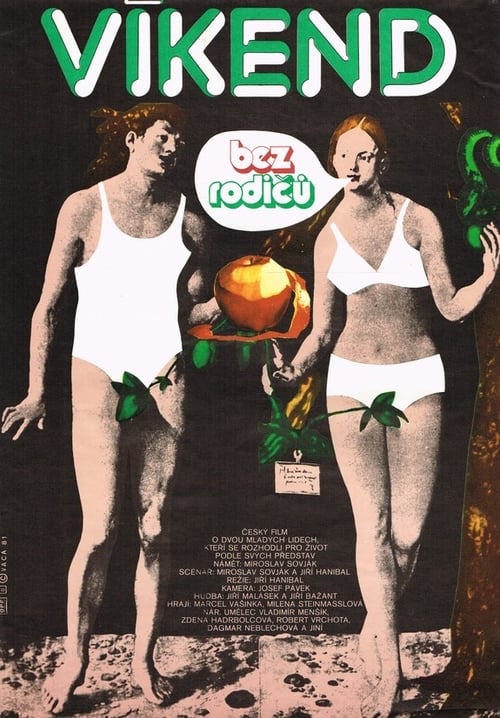 VÍKEND
bez
rodičů
ČESKÝ FILM
O DVOU MLADÝCH LIDECH,
KTEŘÍ SE ROZHODLI PRO ŽIVOT
PODLE SVÝCH PŘEDSTAV
NÁMĚT: MIROSLAV SOVJÁK
SCÉNÁŘ: MIROSLAV SOVJÁK A JIŘÍ HANIBAL
REŽIE: JIŘÍ HANIBAL
KAMERA: JOSEF PÁVEK
HUDBA: JIŘÍ MALÁSEK A JIŘÍ BAŽANT
HRAJÍ: MARCEL VAŠINKA, MILENA STEINMASSLOVÁ
NÁR. UMĚLEC VLADIMÍR MENŠÍK,
ZDENA HADRBOLCOVÁ, ROBERT VRCHOTA,
DAGMAR NEBLECHOVÁ A JINÍ
© VACA 81